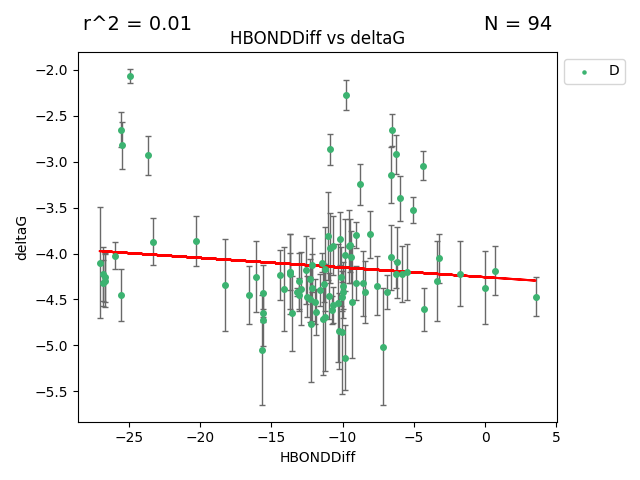 r^2 = 0.01
N = 94
HBONDDiff vs deltaG
D
−2.0
−2.5
−3.0
−3.5
−4.0
−4.5
−5.0
−5.5
deltaG
−25 −20 −15 −10 −5 0 5
HBONDDiff